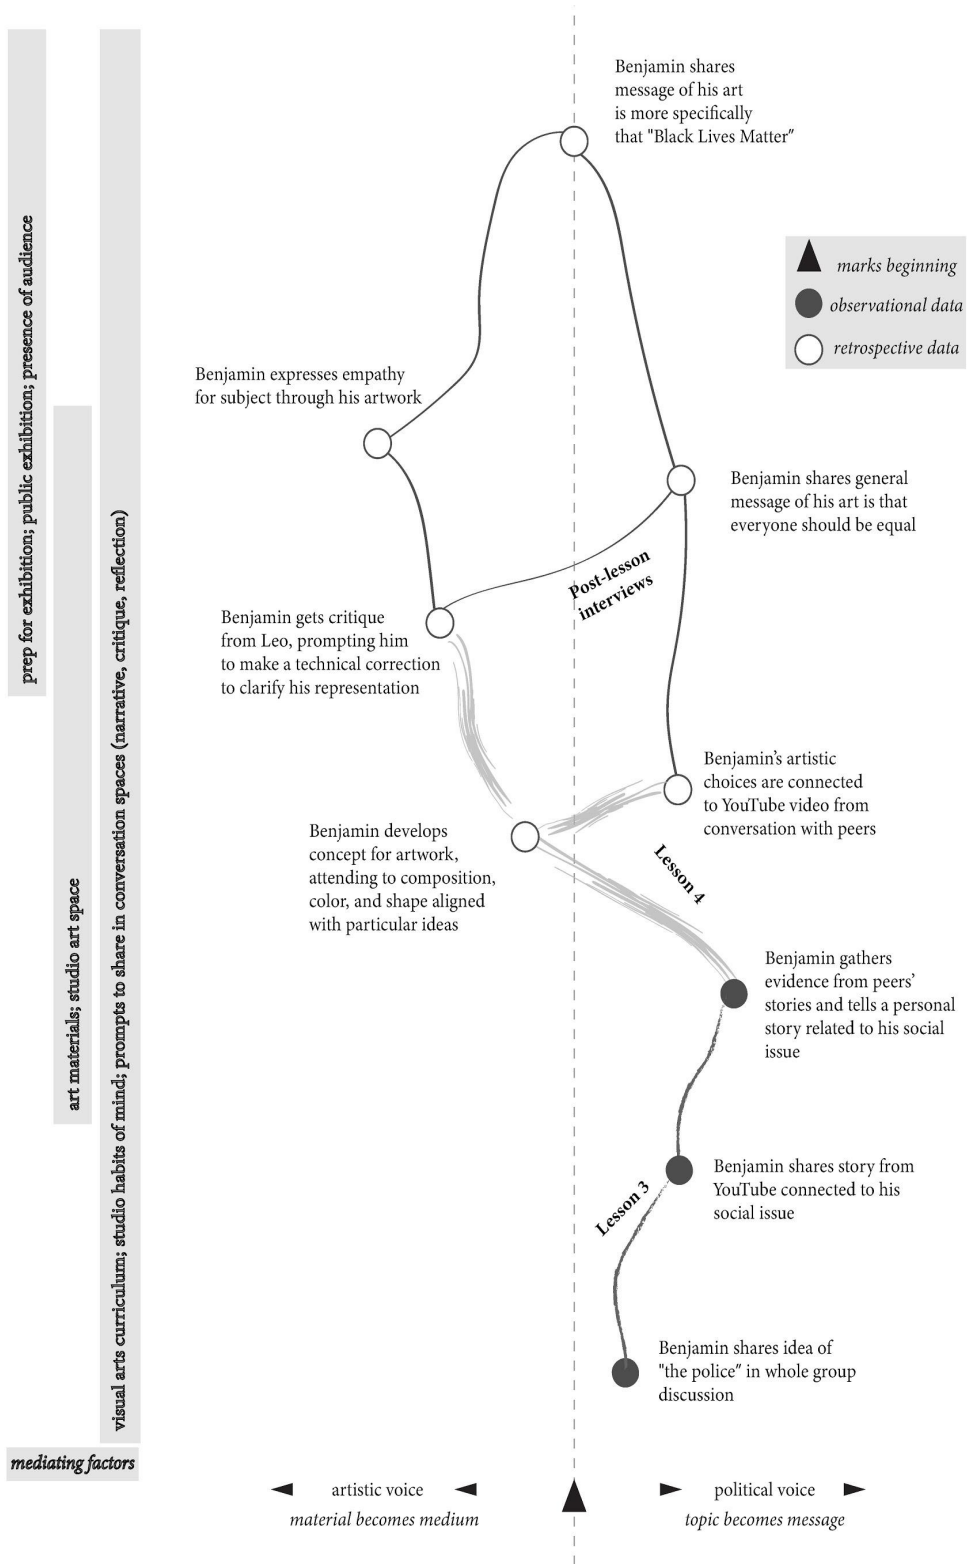 Benjamin shares
message of his art
is more specifically
that "Black Lives Matter”
marks beginning
observational data
retrospective data
prep for exhibition; public exhibition; presence of audience
art materials; studio art space
visual arts curriculum; studio habits of mind; prompts to share in conversation spaces (narrative, critique, reflection)
mediating factors
Benjamin expresses empathy
for subject through his artwork
Benjamin shares general
message of his art is that
everyone should be equal
Post-lesson
interviews
Benjamin gets critique
from Leo, prompting him
to make a technical correction
to clarify his representation
Benjamin’s artistic
choices are connected
to YouTube video from
conversation with peers
Benjamin develops
concept for artwork,
attending to composition,
color, and shape aligned
with particular ideas
Lesson 4
Benjamin gathers
evidence from peers’
stories and tells a personal
story related to his social
issue
Benjamin shares story from
YouTube connected to his
social issue
Lesson 3
Benjamin shares idea of
"the police” in whole group
discussion
artistic voice
material becomes medium
political voice
topic becomes message